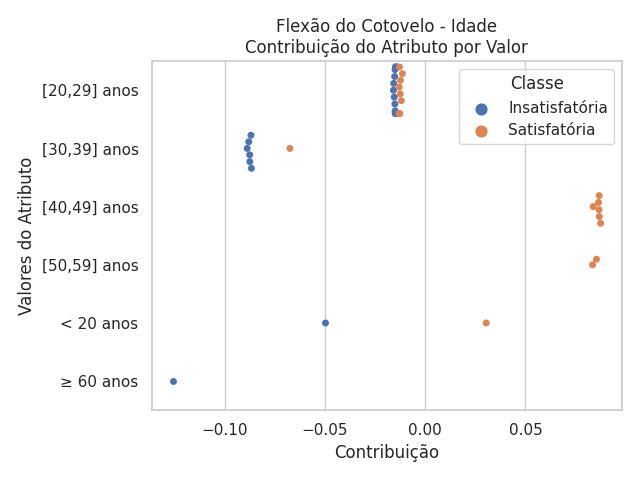 Flexão do Cotovelo - Idade
Contribuição do Atributo por Valor
Classe
Insatisfatória
Satisfatória
Valores do Atributo
[20,29] anos
[30,39] anos
[40,49] anos
[50,59] anos
< 20 anos
≥ 60 anos
−0.10 −0.05 0.00 0.05
Contribuição